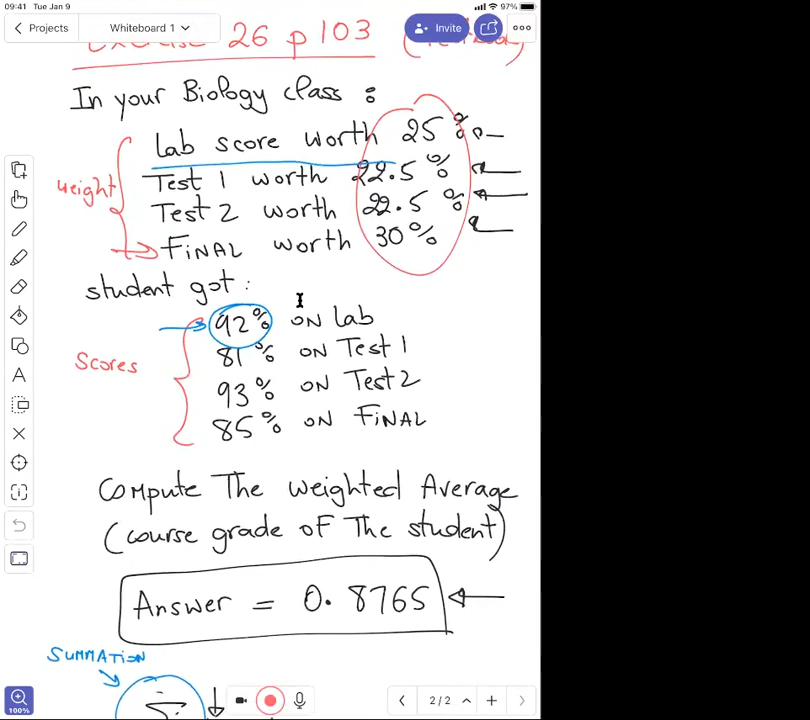 09:41 Tue Jan 9
97%
Projects
Whiteboard 1
Invite
Exercise 26 p 103
In your Biology class :
Lab score worth 25 %
weight
Test 1 worth 22.5 %
Test 2 worth 22.5 %
FiNAL worth 30%
student got :
92% ON Lab
Scores
81 % ON Test 1
93 % ON Test 2
85 % ON FiNAL
Compute The weighted Average
(course grade of The student)
Answer = 0.8765
SUMMATiON
100%
2/2